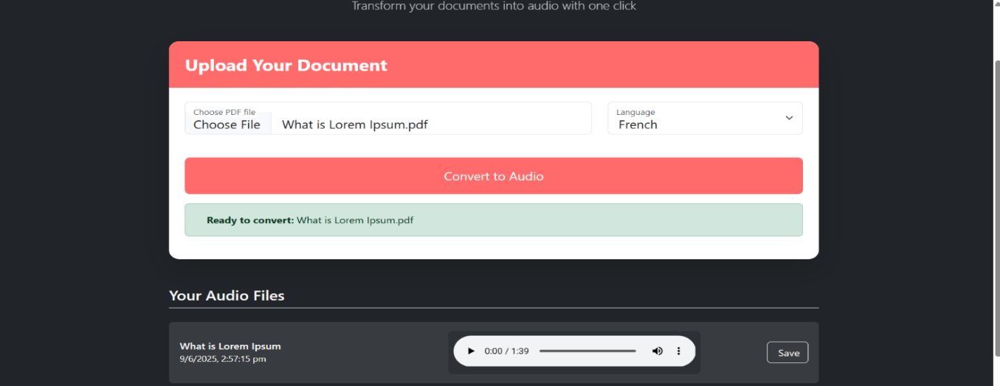 Transform your documents into audio with one click
Upload Your Document
Choose PDF file
Choose File What is Lorem Ipsum.pdf
Language
French
Convert to Audio
Ready to convert: What is Lorem Ipsum.pdf
Your Audio Files
What is Lorem Ipsum
9/6/2025, 2:57:15 pm
0:00 / 1:39
Save